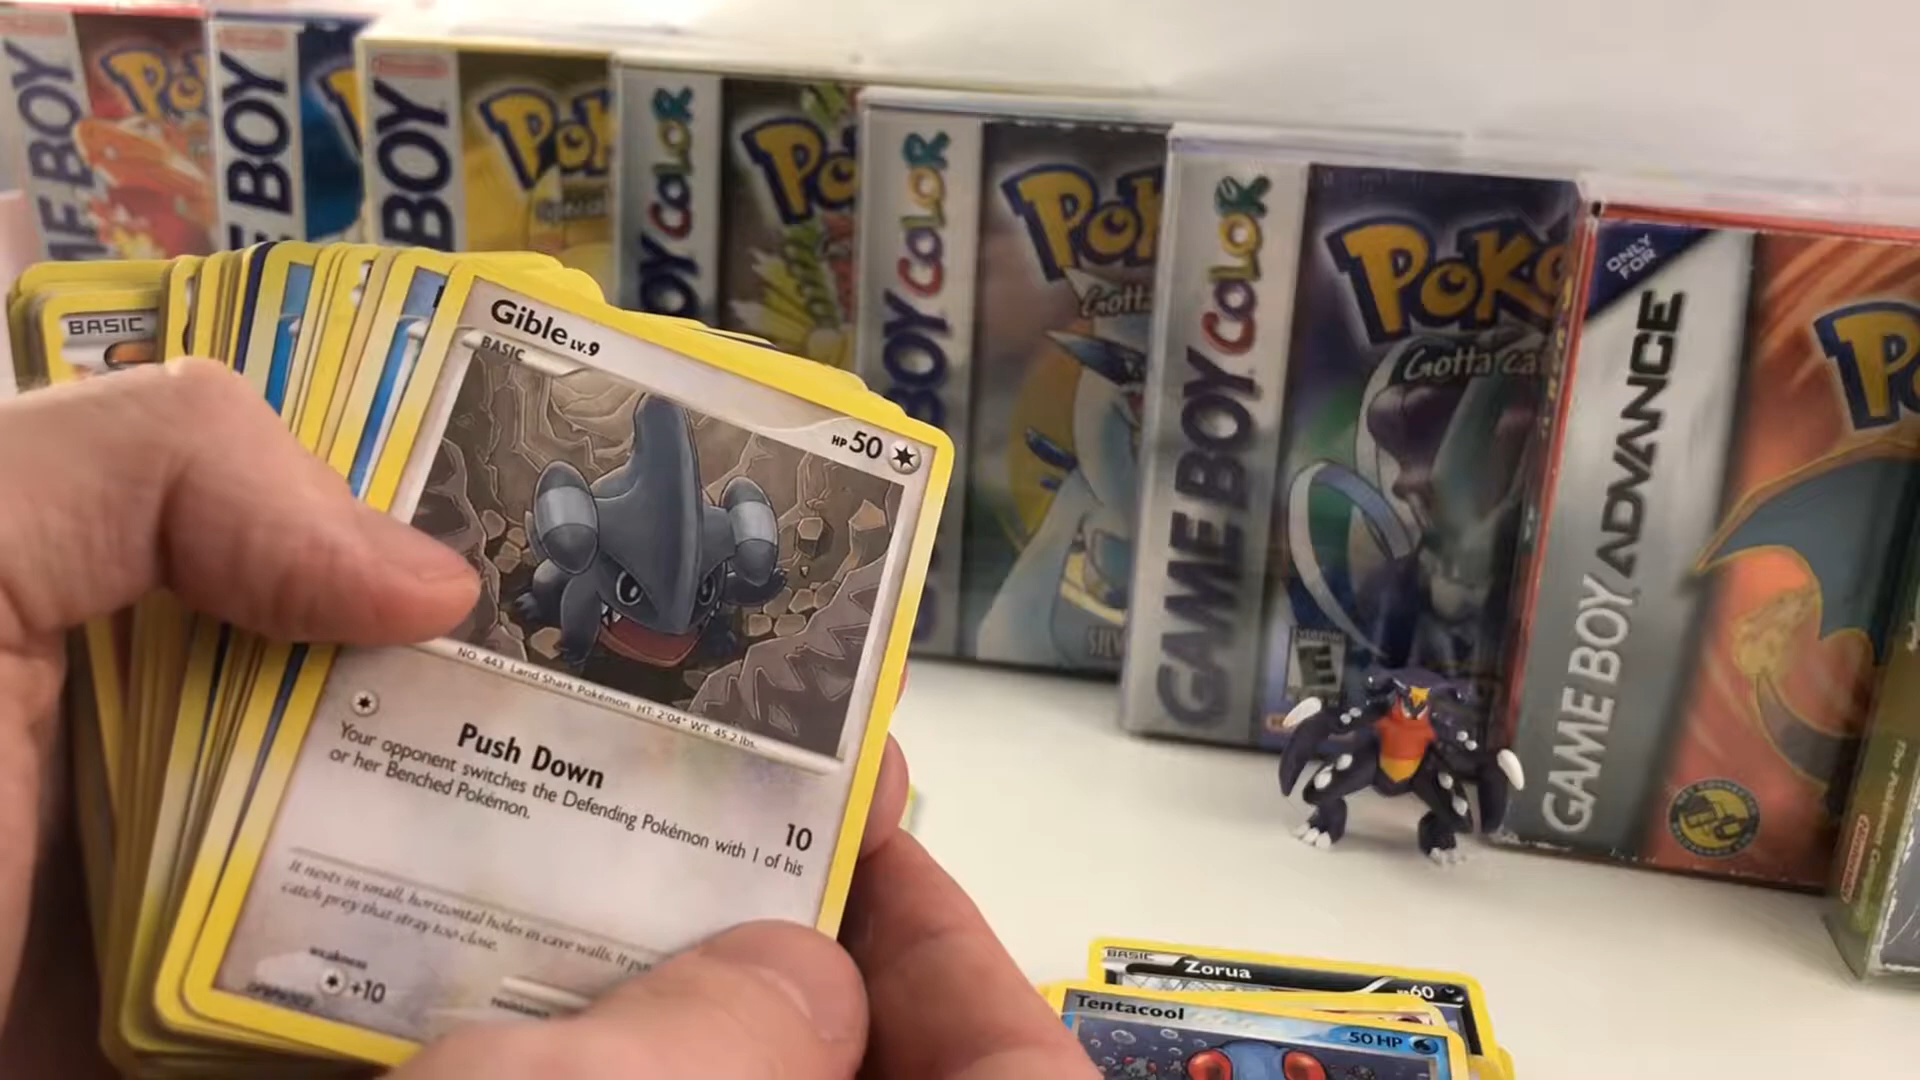 GAME BOY
BOY
BOY
BOY COLOR
BOY COLOR
GAME BOY COLOR
Gotta
Gotta
ONLY
FOR
GAME BOY ADVANCE
BASIC
Gible LV.9
BASIC
HP 50
NO. 443 Land Shark Pokémon HT: 2'04" WT: 45.2 lbs.
Push Down
10
Your opponent switches the Defending Pokémon with 1 of his
or her Benched Pokémon.
It nests in small, horizontal holes in cave walls. It
catch prey that stray too close.
weakness
+10
resistance
BASIC
Zorua
60
Tentacool
50 HP